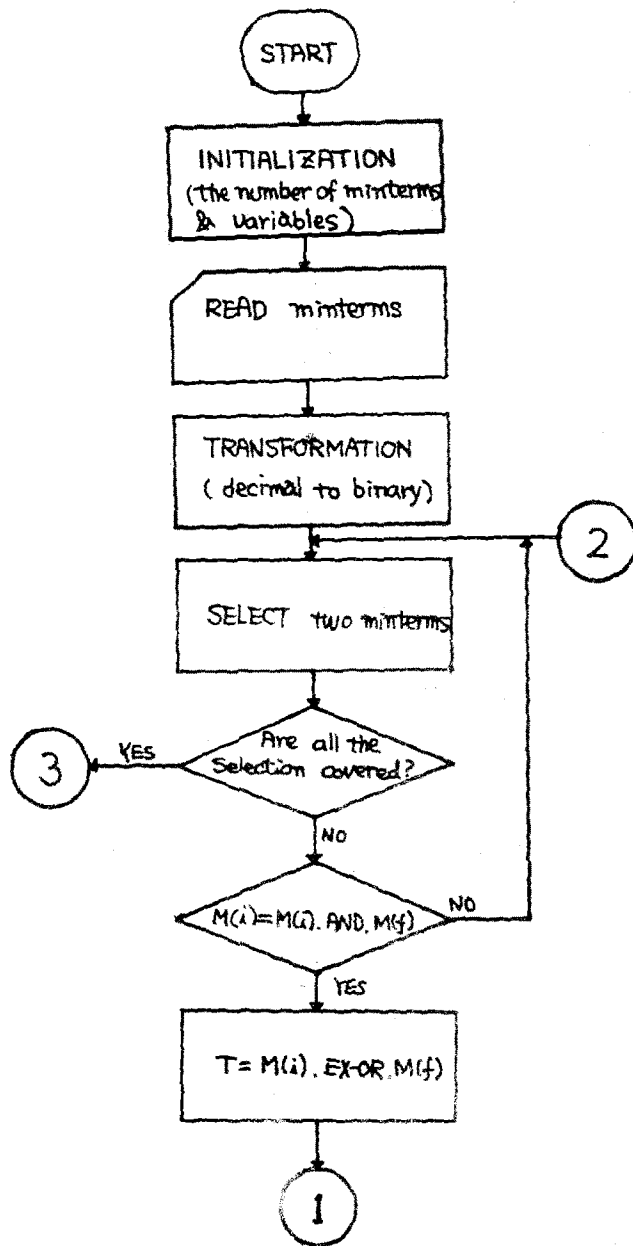 START
INITIALIZATION
(the number of minterms
& variables)
READ minterms
TRANSFORMATION
(decimal to binary)
2
SELECT two minterms
Are all the
Selection covered?
YES
3
NO
M(i)=M(i).AND.M(f)
NO
YES
T=M(i).EX-OR.M(f)
1